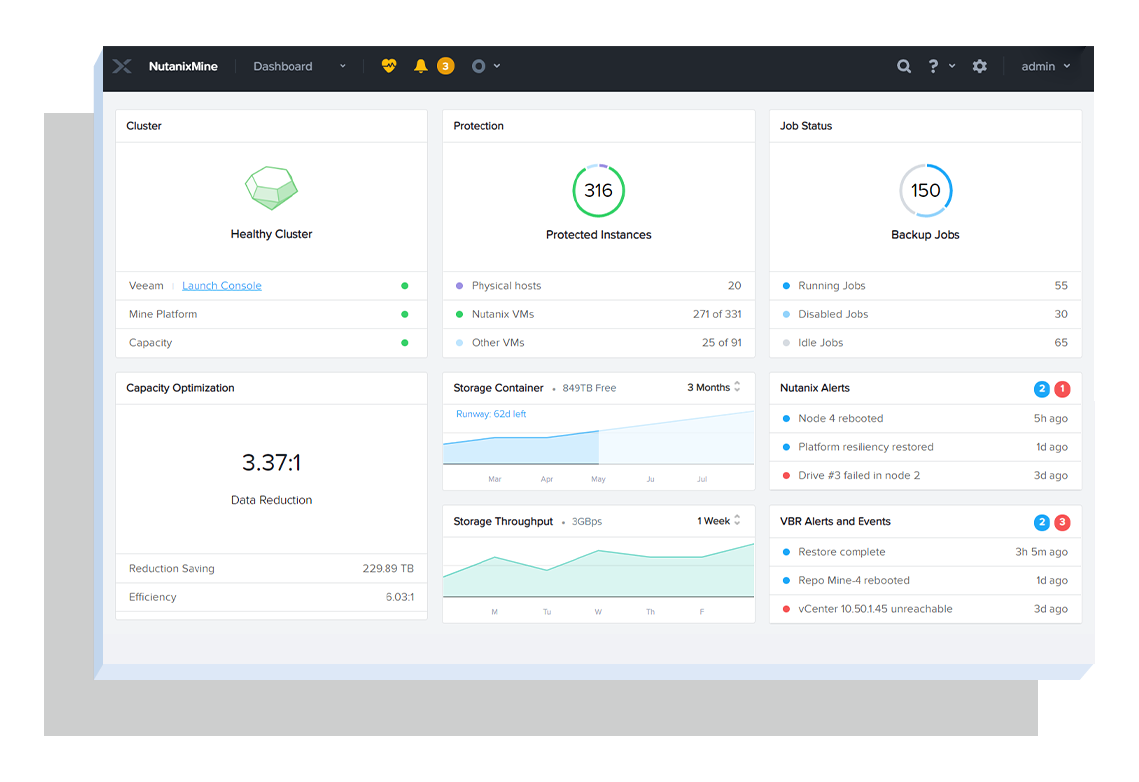 NutanixMine Dashboard 3 ? admin
Cluster
Healthy Cluster
Veeam Launch Console
Mine Platform
Capacity
Protection
316
Protected Instances
Physical hosts 20
Nutanix VMs 271 of 331
Other VMs 25 of 91
Job Status
150
Backup Jobs
Running Jobs 55
Disabled Jobs 30
Idle Jobs 65
Capacity Optimization
3.37:1
Data Reduction
Reduction Saving 229.89 TB
Efficiency 6.03:1
Storage Container • 849TB Free 3 Months
Runway: 62d left
Mar Apr May Ju Jul
Storage Throughput • 3GBps 1 Week
M Tu W Th F
Nutanix Alerts 2 1
Node 4 rebooted 5h ago
Platform resiliency restored 1d ago
Drive #3 failed in node 2 3d ago
VBR Alerts and Events 2 3
Restore complete 3h 5m ago
Repo Mine-4 rebooted 1d ago
vCenter 10.50.1.45 unreachable 3d ago